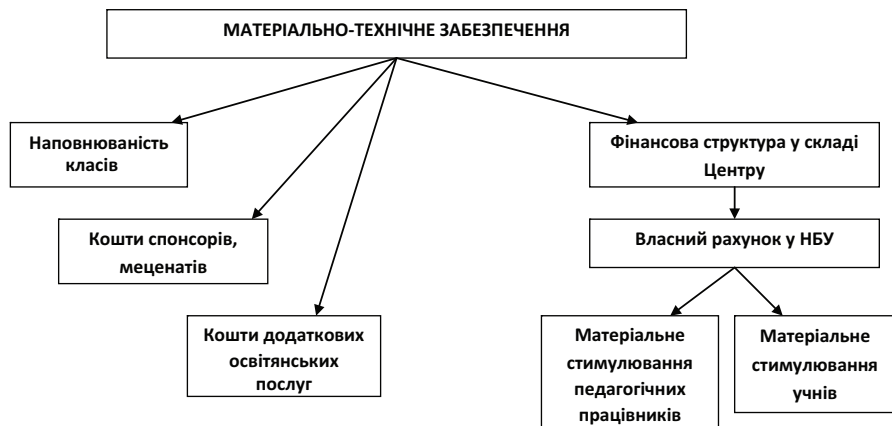 МАТЕРІАЛЬНО-ТЕХНІЧНЕ ЗАБЕЗПЕЧЕННЯ
Наповнюваність
класів
Фінансова структура у складі
Центру
Кошти спонсорів,
меценатів
Власний рахунок у НБУ
Кошти додаткових
освітянських
послуг
Матеріальне
стимулювання
педагогічних
працівників
Матеріальне
стимулювання
учнів